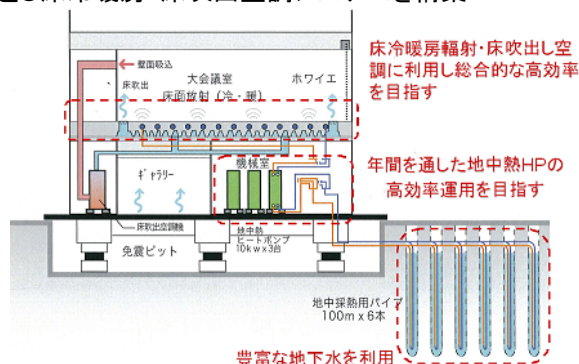 床冷暖房輻射・床吹出し空
調に利用し総合的な高効率
を目指す
壁面吸込
床吹出
大会議室
ホワイエ
床面放射（冷・暖）
年間を通した地中熱HPの
高効率運用を目指す
ギャラリー
機械室
床吹出空調機
地中熱
ヒートポンプ
10kw×3台
免震ピット
地中採熱用パイプ
100m x 6本
豊富な地下水を利用